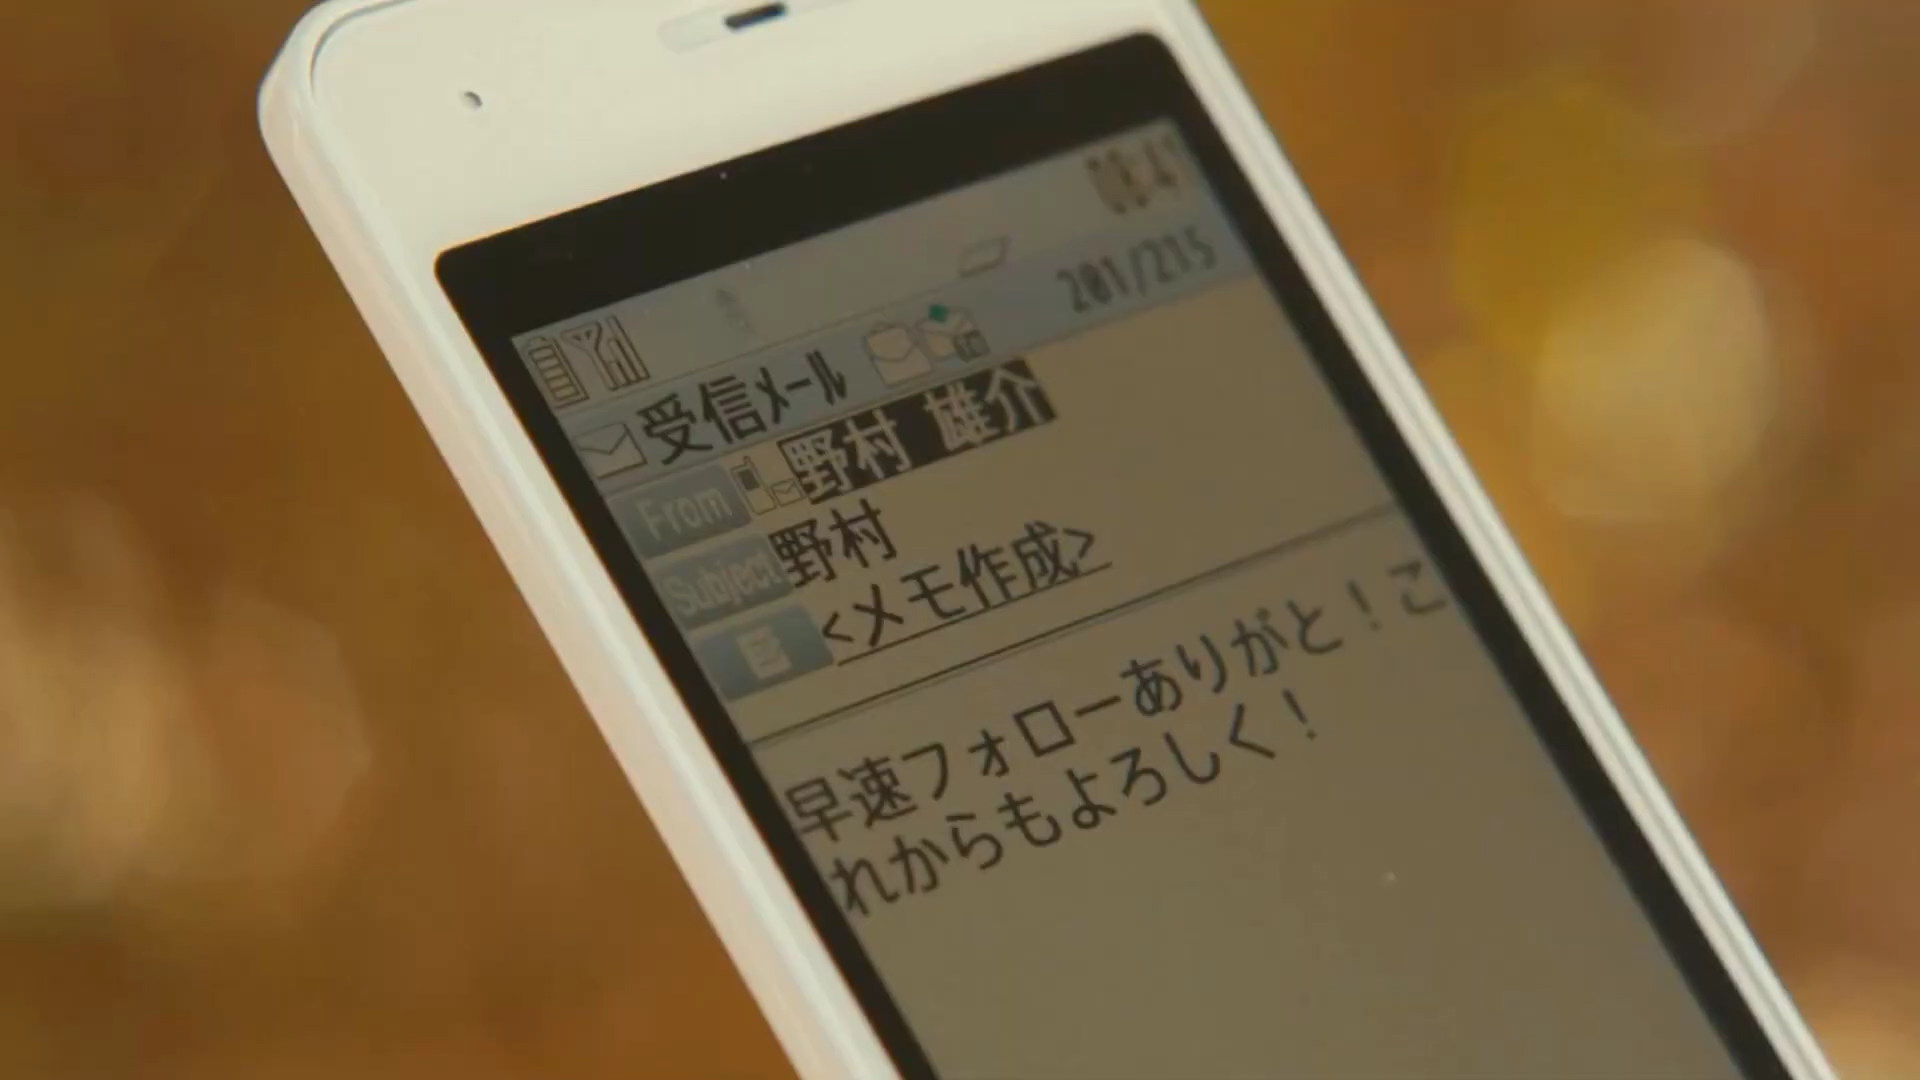 201/215
受信メール
From 野村 雄介
Subject 野村
<メモ作成>
早速フォローありがと！こ
れからもよろしく！